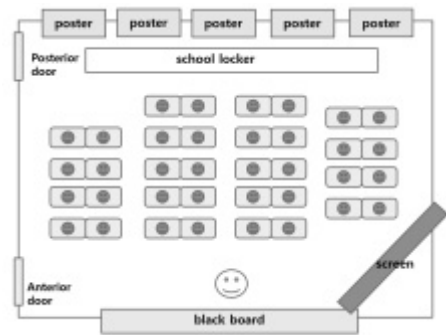 poster poster poster poster poster
school locker
Posterior
door
Anterior
door
screen
black board